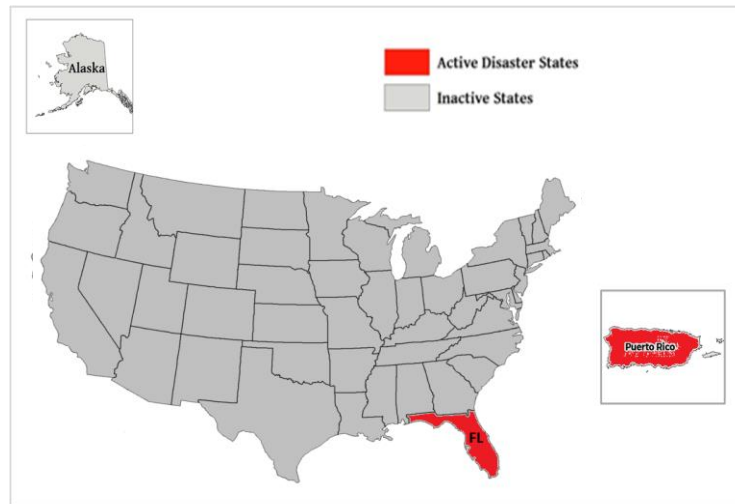 Alaska
Active Disaster States
Inactive States
Puerto Rico
FL